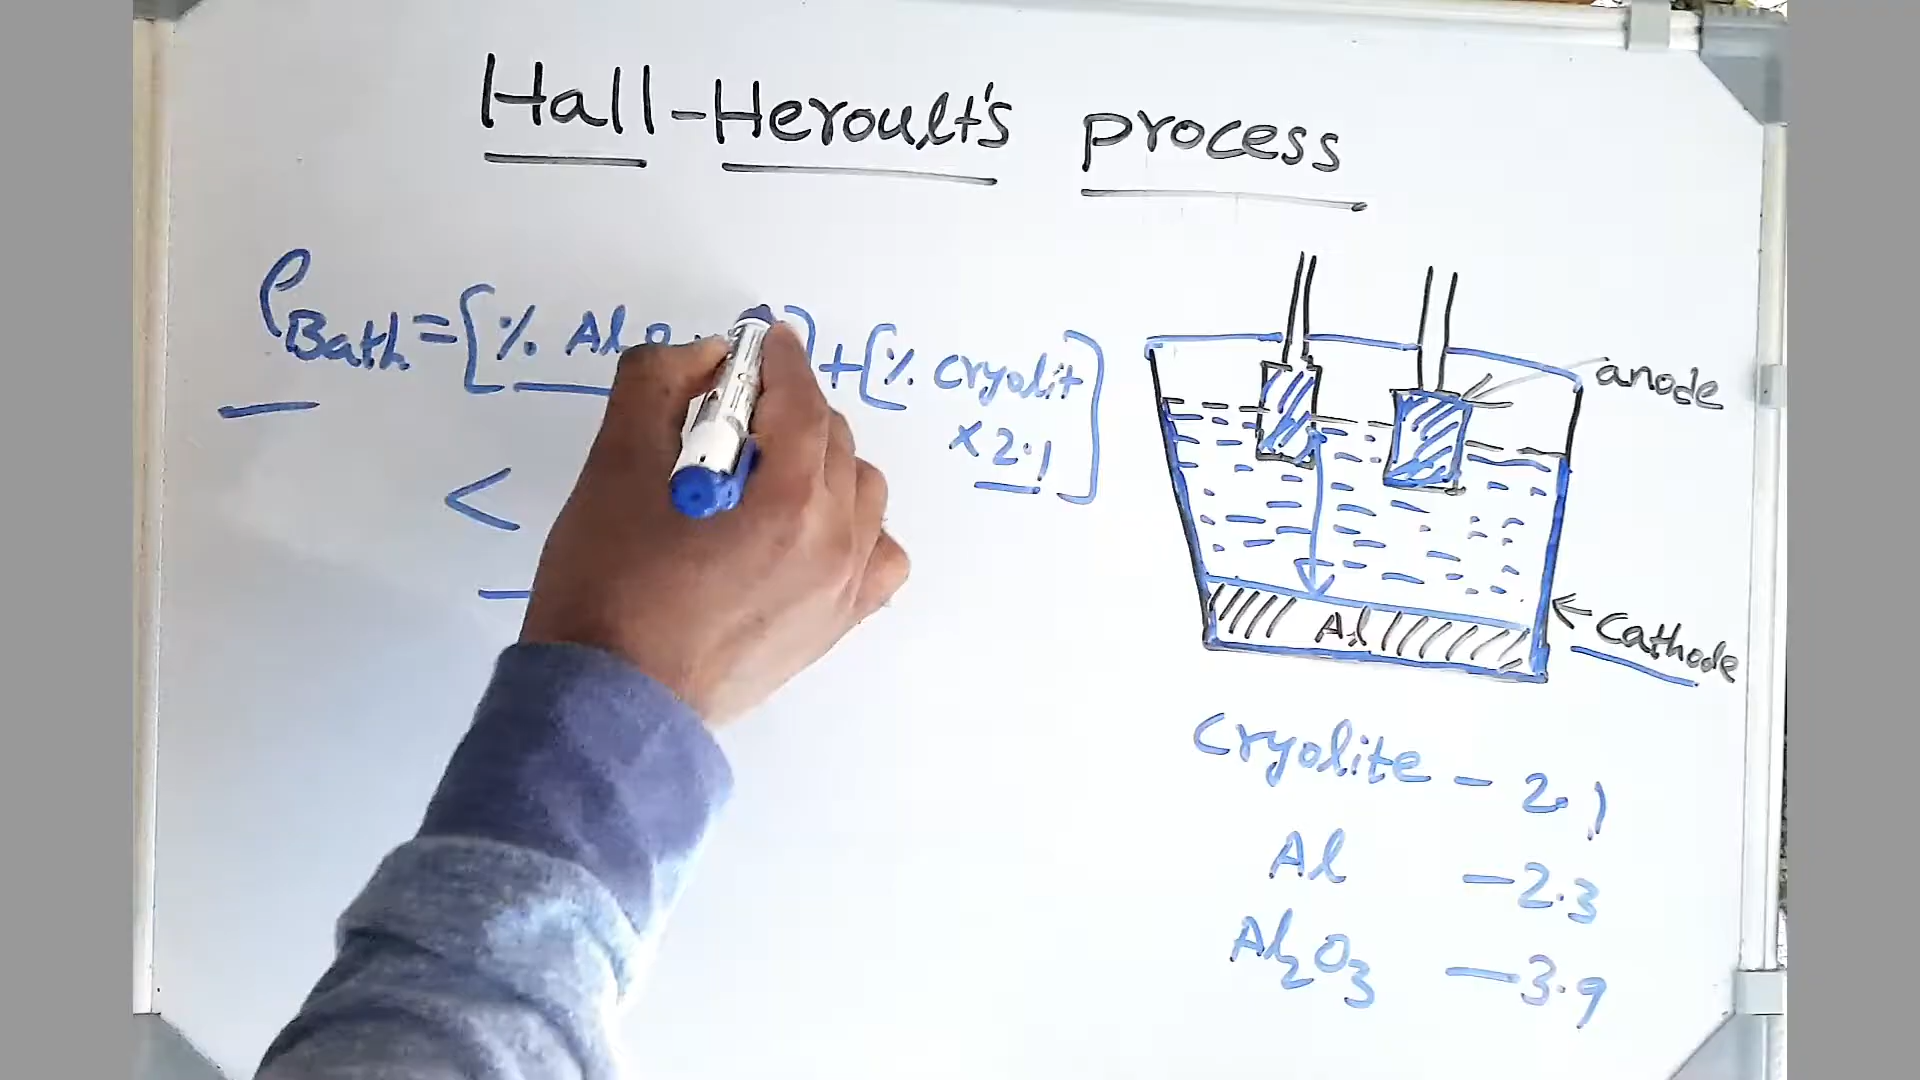 Hall-Heroult's process
ρBath = [% Al ] + [% Cryolit
× 2.1]
<
anode
Al
Cathode
Cryolite - 2.1
Al - 2.3
Al2O3 - 3.9